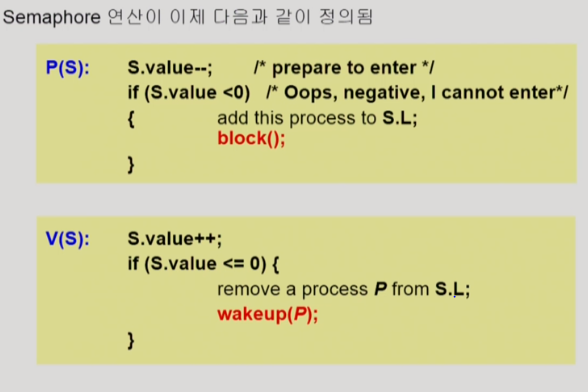 Semaphore 연산이 이제 다음과 같이 정의됨
P(S): S.value--; /* prepare to enter */
if (S.value <0) /* Oops, negative, I cannot enter*/
{ add this process to S.L;
block();
}
V(S): S.value++;
if (S.value <= 0) {
remove a process P from S.L;
wakeup(P);
}